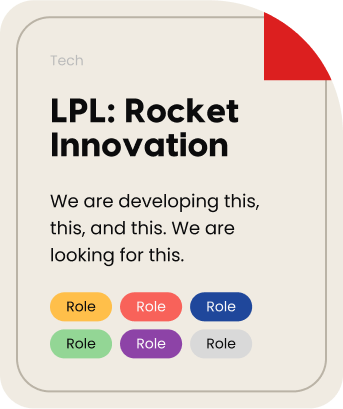 Tech
LPL: Rocket
Innovation
We are developing this,
this, and this. We are
looking for this.
Role Role Role
Role Role Role